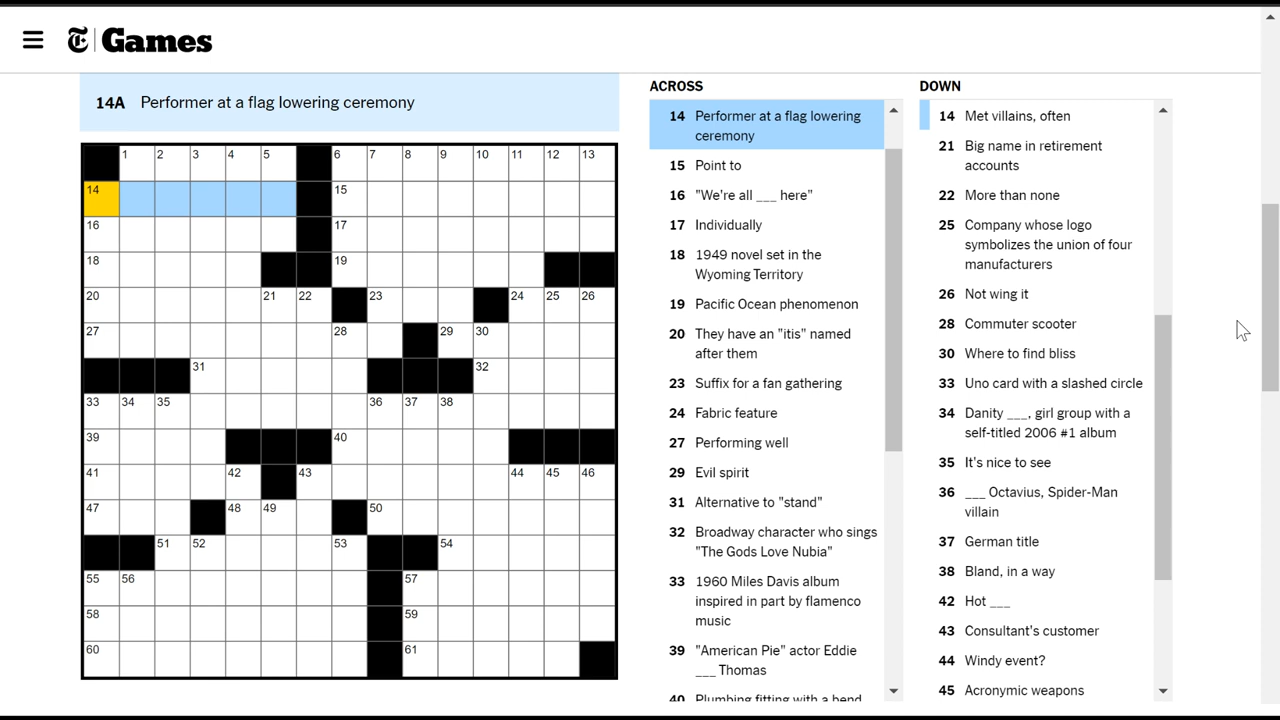 Games
14A Performer at a flag lowering ceremony
1 2 3 4 5 6 7 8 9 10 11 12 13
14 15
16 17
18 19
20 21 22 23 24 25 26
27 28 29 30
31 32
33 34 35 36 37 38
39 40
41 42 43 44 45 46
47 48 49 50
51 52 53 54
55 56 57
58 59
60 61
ACROSS
14 Performer at a flag lowering
ceremony
15 Point to
16 "We're all ___ here"
17 Individually
18 1949 novel set in the
Wyoming Territory
19 Pacific Ocean phenomenon
20 They have an "itis" named
after them
23 Suffix for a fan gathering
24 Fabric feature
27 Performing well
29 Evil spirit
31 Alternative to "stand"
32 Broadway character who sings
"The Gods Love Nubia"
33 1960 Miles Davis album
inspired in part by flamenco
music
39 "American Pie" actor Eddie
___ Thomas
40 Plumbing fitting with a bend
DOWN
14 Met villains, often
21 Big name in retirement
accounts
22 More than none
25 Company whose logo
symbolizes the union of four
manufacturers
26 Not wing it
28 Commuter scooter
30 Where to find bliss
33 Uno card with a slashed circle
34 Danity ___, girl group with a
self-titled 2006 #1 album
35 It's nice to see
36 ___ Octavius, Spider-Man
villain
37 German title
38 Bland, in a way
42 Hot ___
43 Consultant's customer
44 Windy event?
45 Acronymic weapons